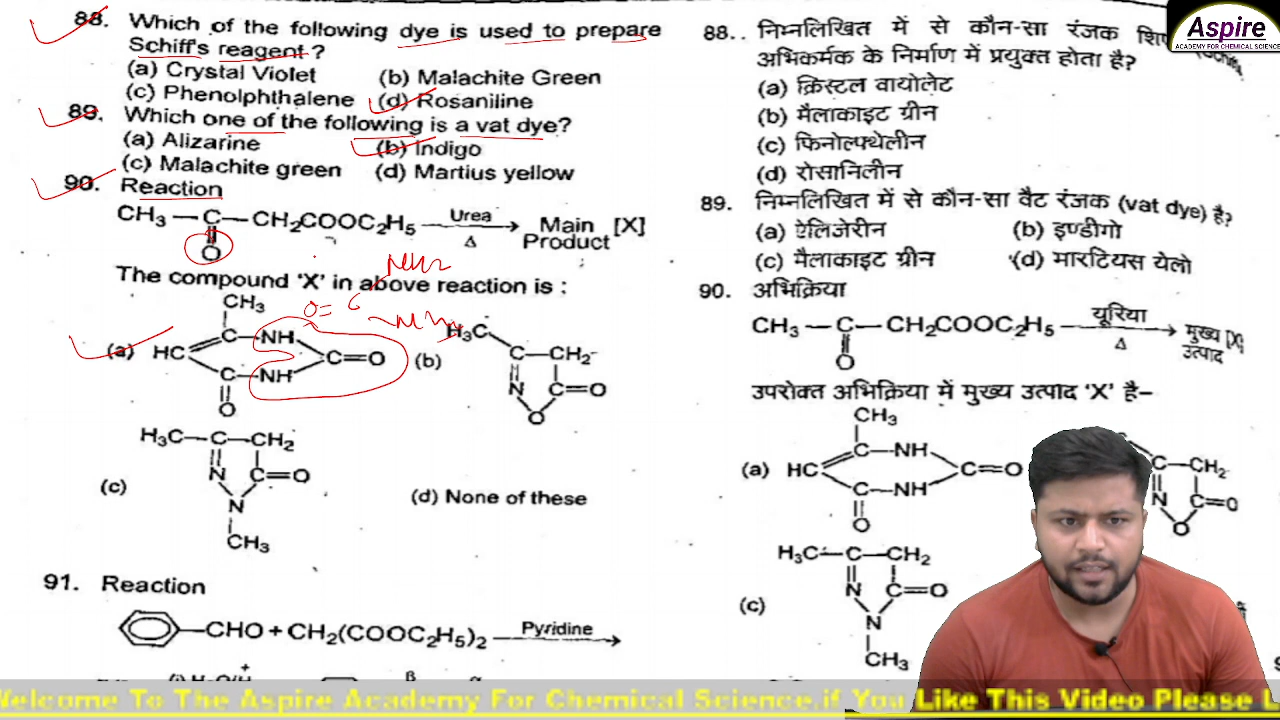 88. Which of the following dye is used to prepare
Schiff's reagent?
(a) Crystal Violet (b) Malachite Green
(c) Phenolphthalene (d) Rosaniline
89. Which one of the following is a vat dye?
(a) Alizarine (b) Indigo
(c) Malachite green (d) Martius yellow
90. Reaction
CH₃ — C — CH₂COOC₂H₅ Urea Main [X]
O Δ Product
The compound 'X' in above reaction is :
CH₃
(a) HC C NH
C NH C=O
O
(b) H₃C C CH₂
N C=O
O
H₃C–C–CH₂
N C=O
(c) N
CH₃
(d) None of these
91. Reaction
CHO + CH₂(COOC₂H₅)₂ Pyridine
88.. निम्नलिखित में से कौन-सा रंजक
अभिकर्मक के निर्माण में प्रयुक्त होता है?
(a) क्रिस्टल वायोलेट
(b) मैलाकाइट ग्रीन
(c) फिनोल्फ्थेलीन
(d) रोसानिलीन
89. निम्नलिखित में से कौन-सा वैट रंजक (vat dye) है?
(a) ऐलिजेरीन (b) इण्डीगो
(c) मैलाकाइट ग्रीन (d) मारटियस येलो
90. अभिक्रिया
CH₃ — C — CH₂COOC₂H₅ यूरिया मुख्य [X]
O Δ उत्पाद
उपरोक्त अभिक्रिया में मुख्य उत्पाद 'X' है–
CH₃
(a) HC C–NH
C–NH C=O
O
C–CH₂
N C=O
O
H₃C–C–CH₂
N C=O
(c) N
CH₃
Aspire
ACADEMY FOR CHEMICAL SCIENCE
Welcome To The Aspire Academy For Chemical Science.if You Like This Video Please L